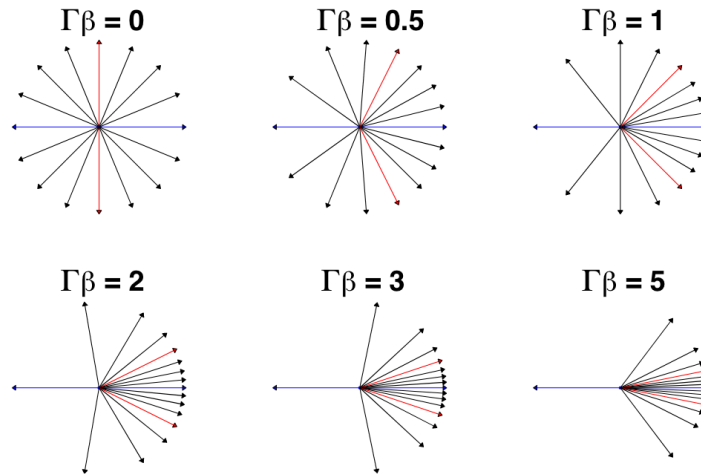 Γβ = 0
Γβ = 0.5
Γβ = 1
Γβ = 2
Γβ = 3
Γβ = 5